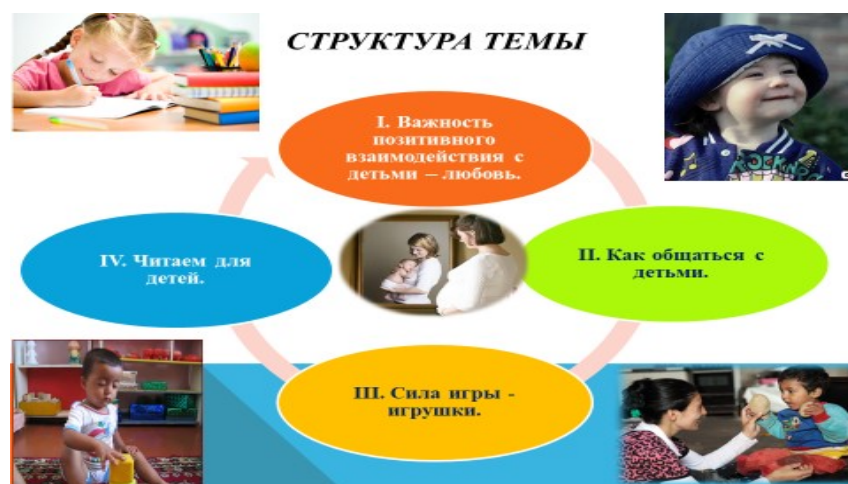 СТРУКТУРА ТЕМЫ
I. Важность
позитивного
взаимодействия с
детьми – любовь.
II. Как общаться с
детьми.
III. Сила игры -
игрушки.
IV. Читаем для
детей.